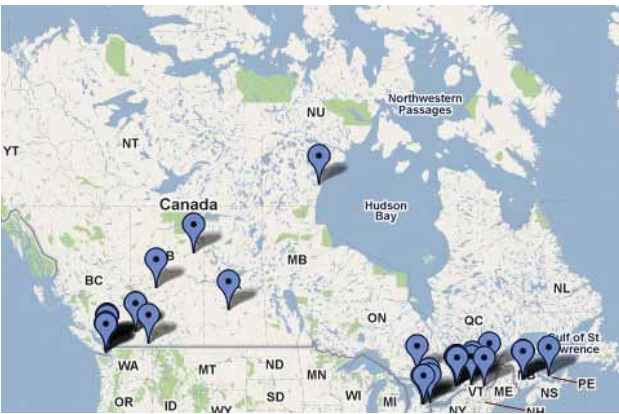 Northwestern
Passages
NU
NT
YT
Canada
Hudson
Bay
B
BC
MB
NL
ON
QC
Gulf of St
Lawrence
WA
MT
ND
MN
WI
MI
VT
ME
NB
NS
PE
OR
ID
WY
SD
NY
NH